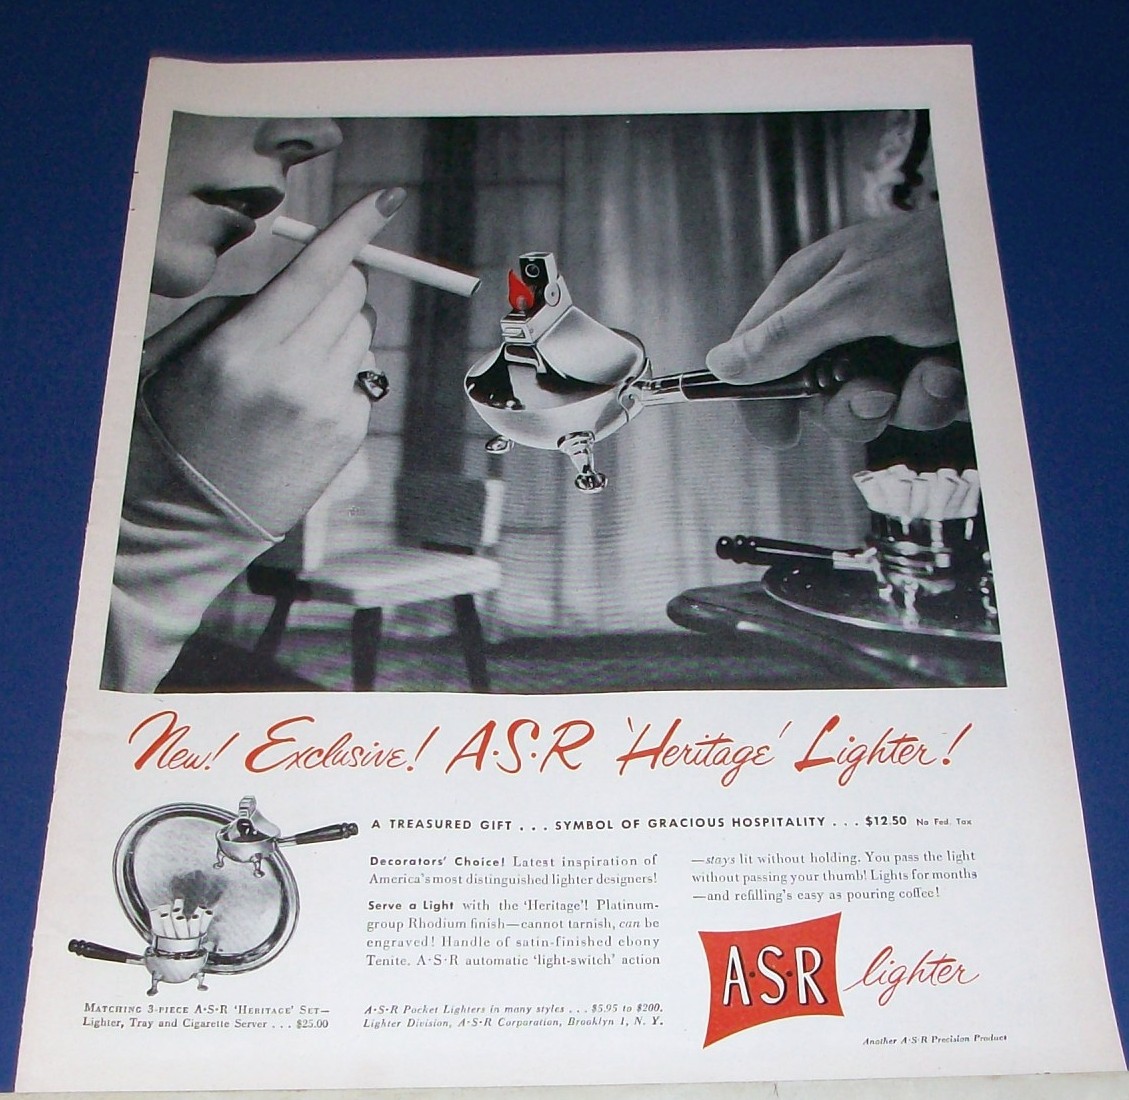 New! Exclusive! A·S·R 'Heritage' Lighter!
A TREASURED GIFT . . . SYMBOL OF GRACIOUS HOSPITALITY . . . $12.50 No Fed. Tax
Decorators' Choice! Latest inspiration of
America's most distinguished lighter designers!
Serve a Light with the 'Heritage'! Platinum-
group Rhodium finish—cannot tarnish, can be
engraved! Handle of satin-finished ebony
Tenite. A·S·R automatic 'light-switch' action
—stays lit without holding. You pass the light
without passing your thumb! Lights for months
—and refilling's easy as pouring coffee!
MATCHING 3-PIECE A·S·R 'HERITAGE' SET—
Lighter, Tray and Cigarette Server . . . $25.00
A·S·R Pocket Lighters in many styles . . . $5.95 to $200.
Lighter Division, A·S·R Corporation, Brooklyn 1, N. Y.
A·S·R lighter
Another A·S·R Precision Product